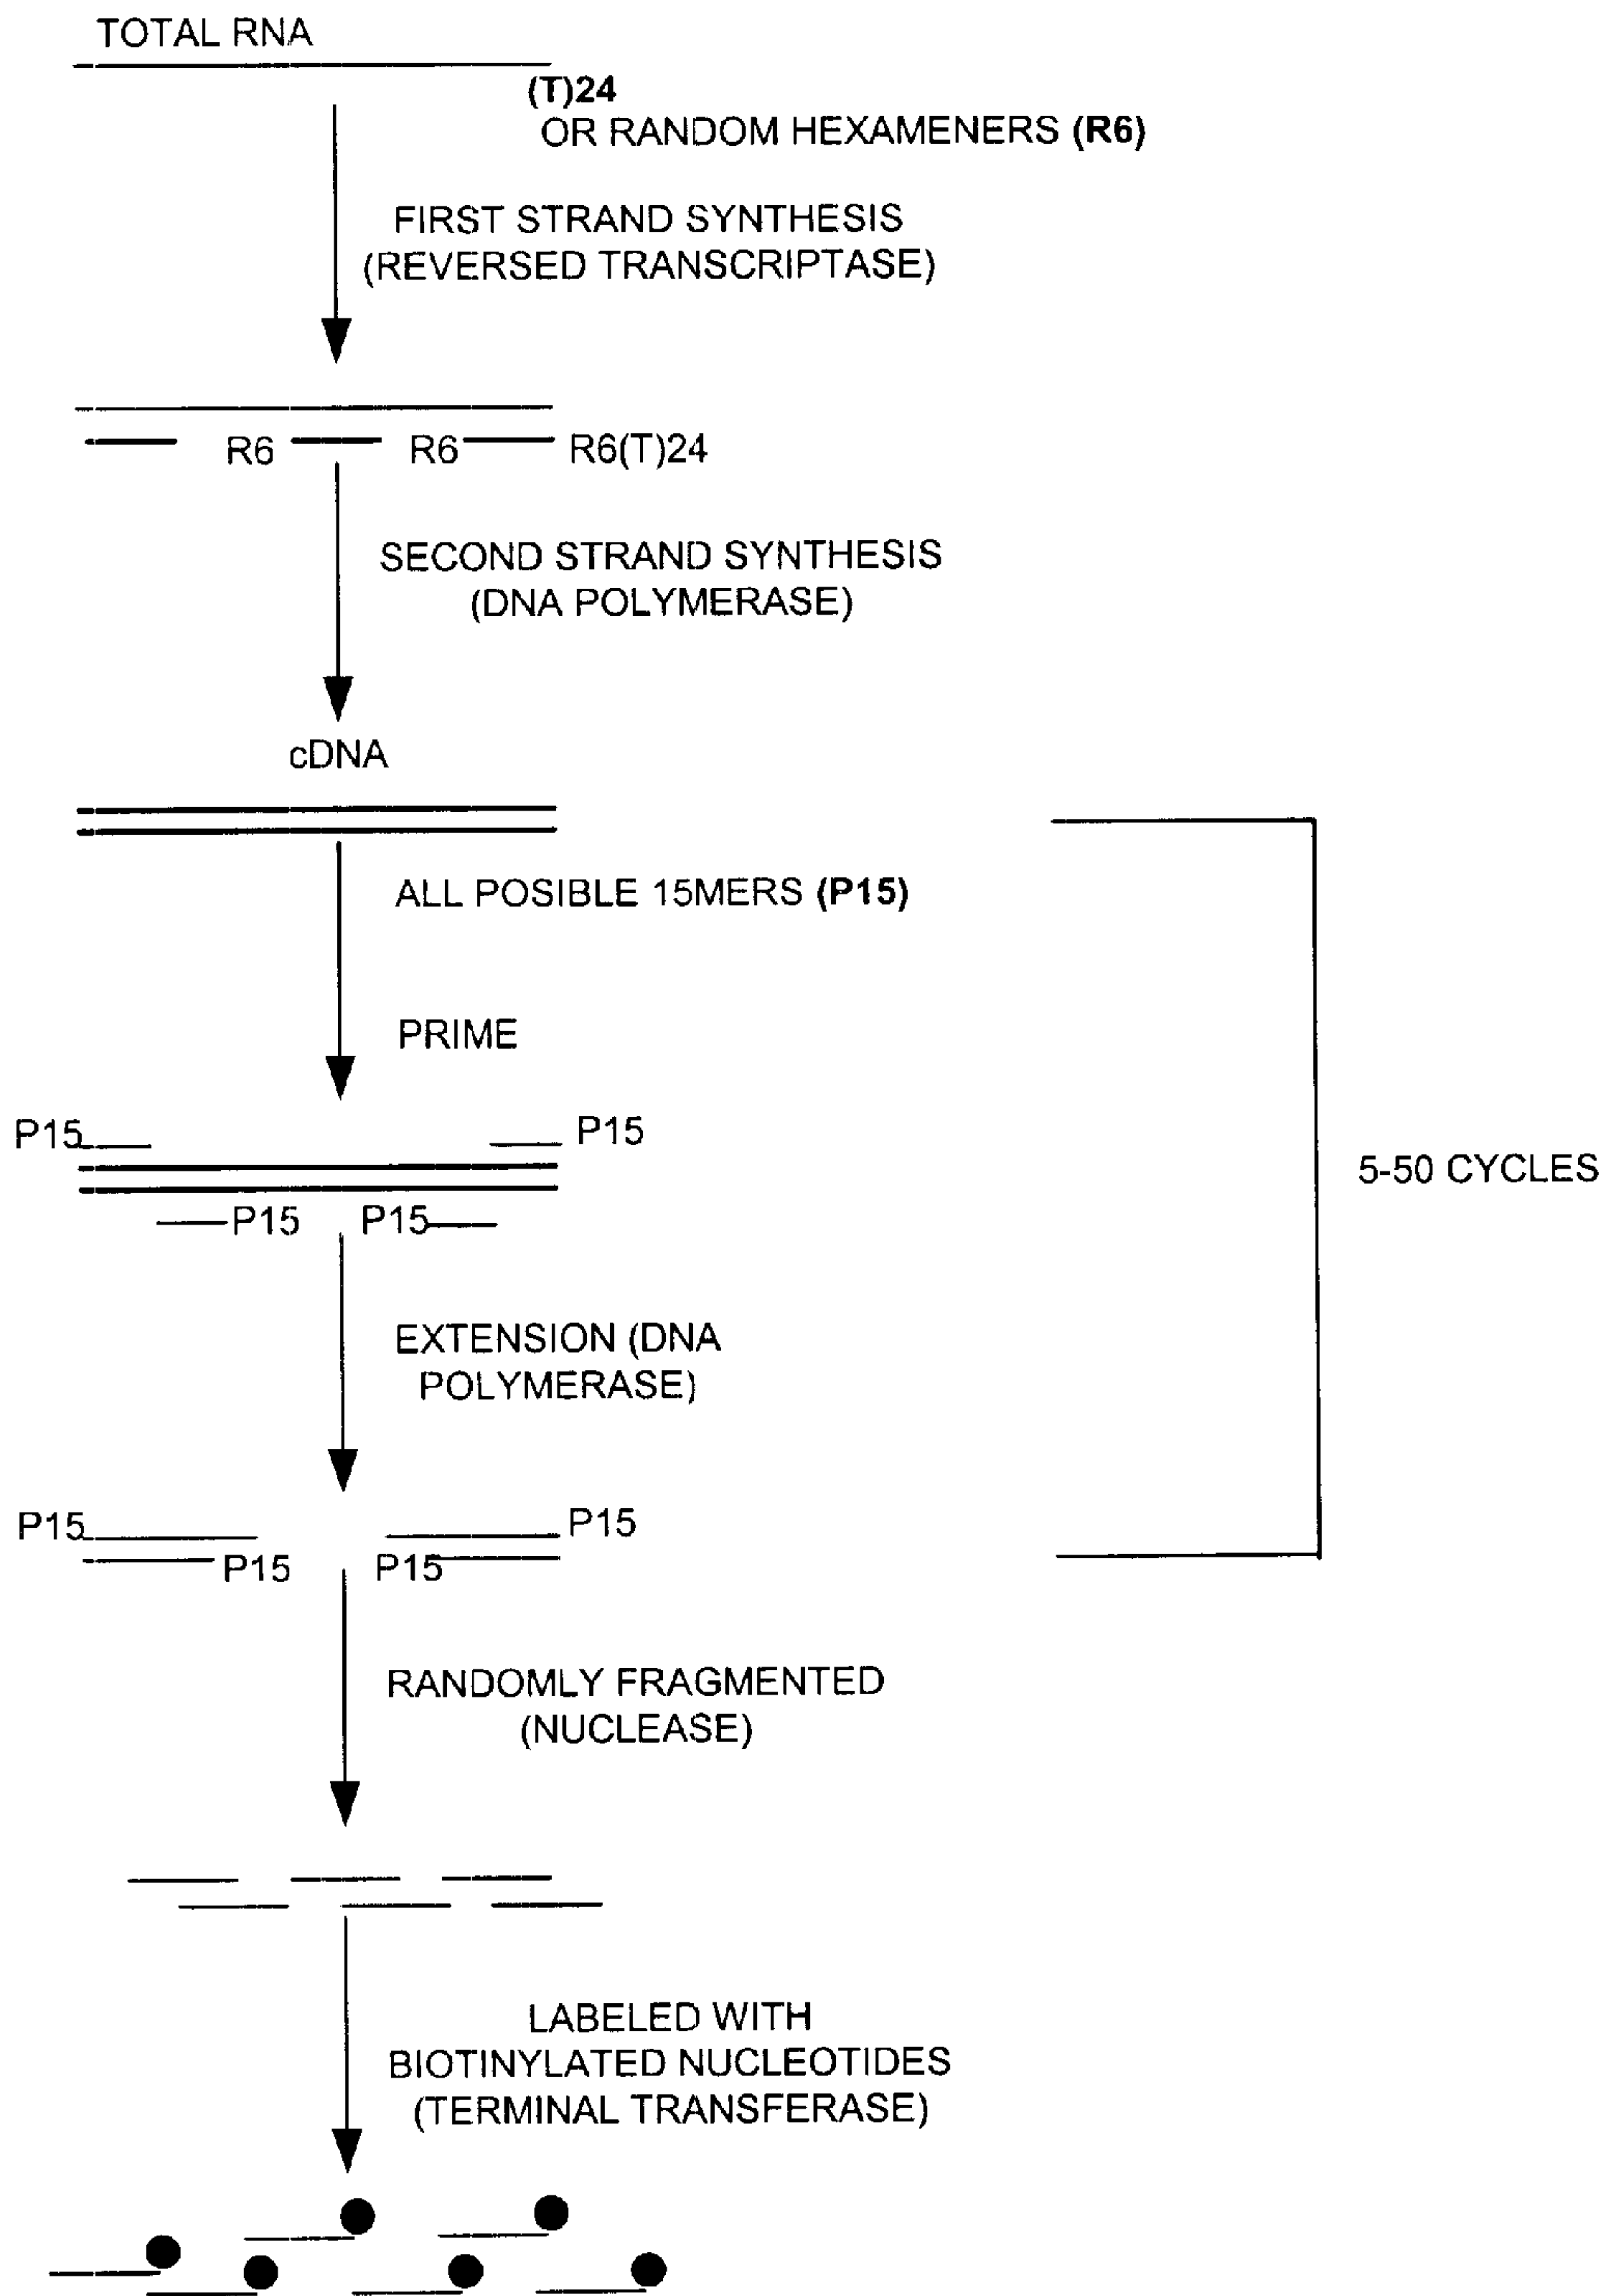 TOTAL RNA
(T)24
OR RANDOM HEXAMENERS (R6)
FIRST STRAND SYNTHESIS
(REVERSED TRANSCRIPTASE)
R6 R6 R6(T)24
SECOND STRAND SYNTHESIS
(DNA POLYMERASE)
cDNA
ALL POSIBLE 15MERS (P15)
PRIME
P15 P15
5-50 CYCLES
P15 P15
EXTENSION (DNA
POLYMERASE)
P15 P15
P15 P15
RANDOMLY FRAGMENTED
(NUCLEASE)
LABELED WITH
BIOTINYLATED NUCLEOTIDES
(TERMINAL TRANSFERASE)